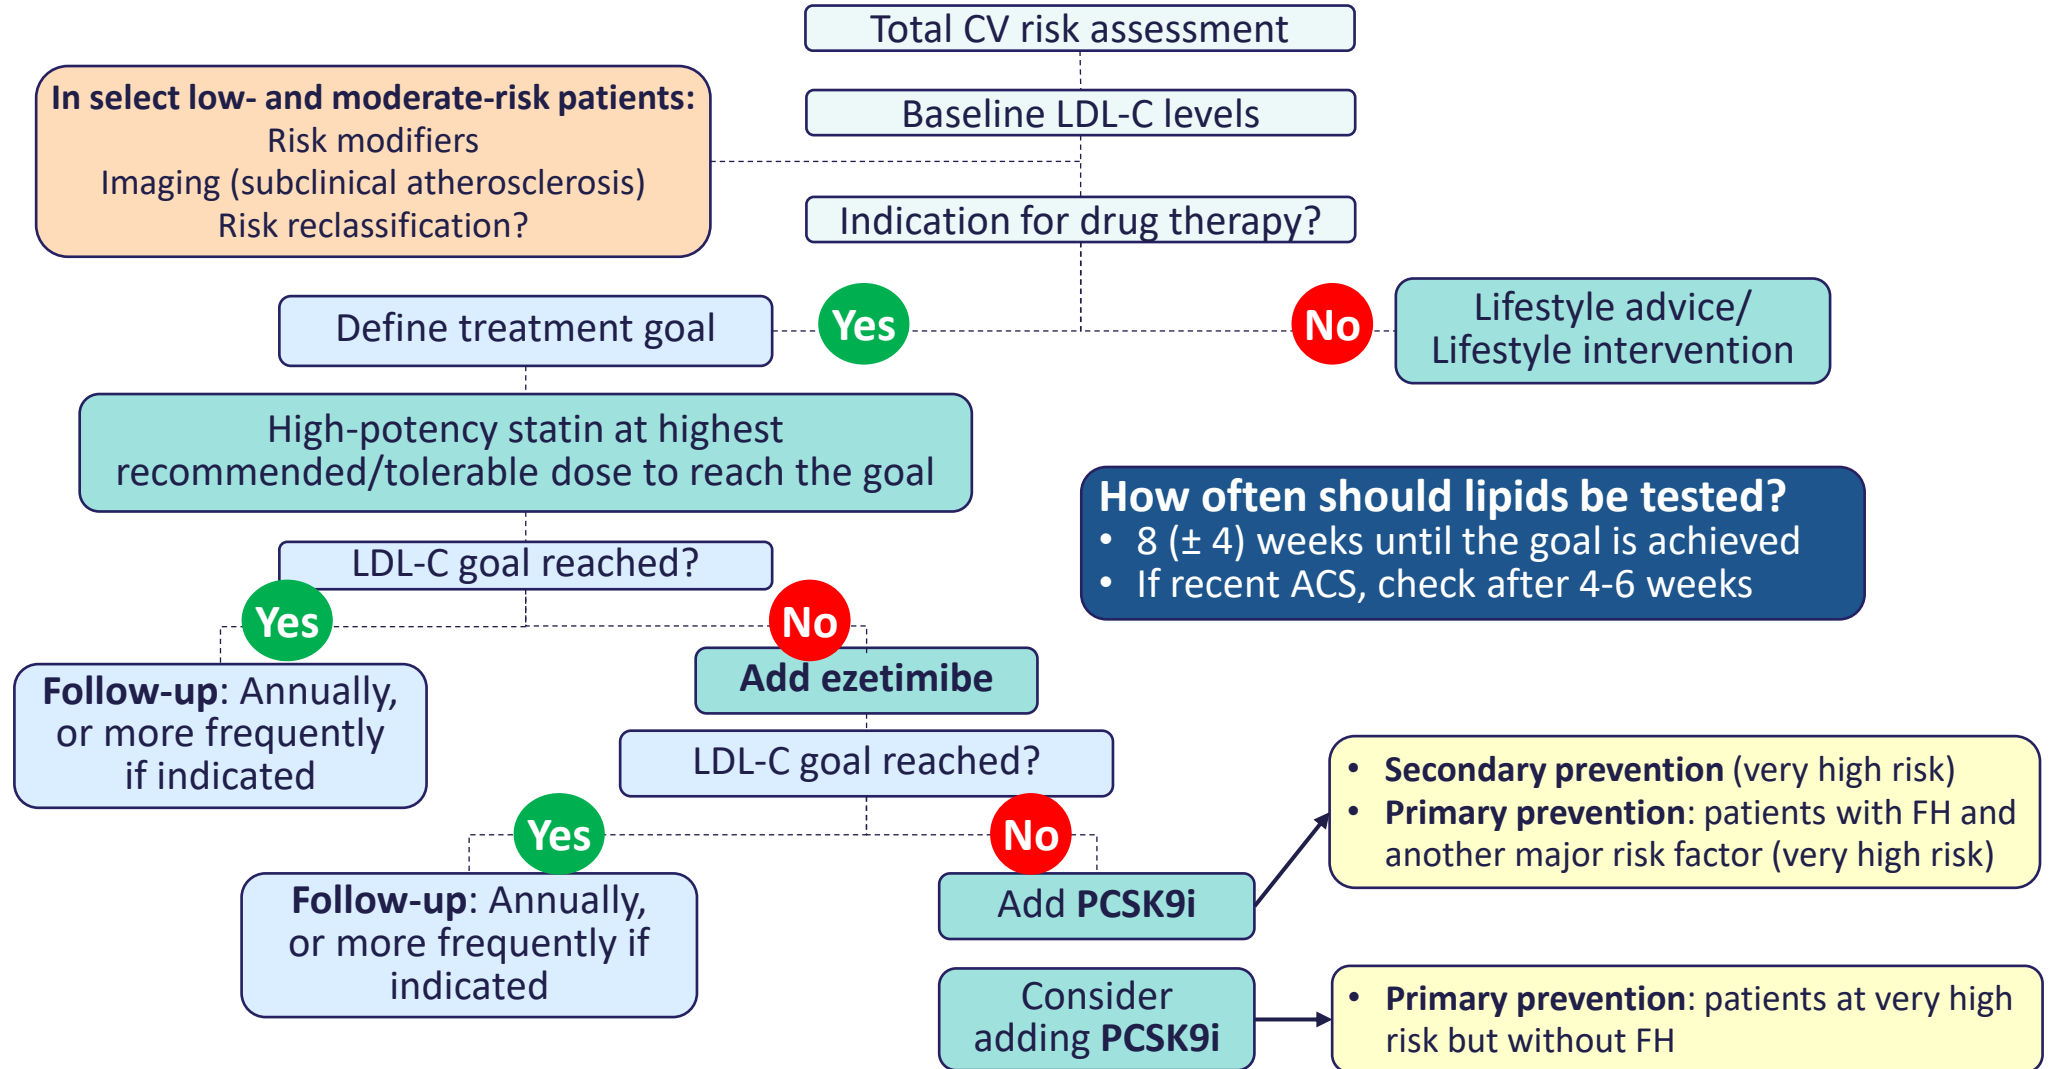 Total CV risk assessment
In select low- and moderate-risk patients:
Risk modifiers
Imaging (subclinical atherosclerosis)
Risk reclassification?
Baseline LDL-C levels
Indication for drug therapy?
Define treatment goal
Yes
No
Lifestyle advice/
Lifestyle intervention
High-potency statin at highest
recommended/tolerable dose to reach the goal
How often should lipids be tested?
• 8 (± 4) weeks until the goal is achieved
• If recent ACS, check after 4-6 weeks
LDL-C goal reached?
Yes
No
Follow-up: Annually,
or more frequently
if indicated
Add ezetimibe
LDL-C goal reached?
Yes
No
Follow-up: Annually,
or more frequently if
indicated
Add PCSK9i
• Secondary prevention (very high risk)
• Primary prevention: patients with FH and
another major risk factor (very high risk)
Consider
adding PCSK9i
• Primary prevention: patients at very high
risk but without FH